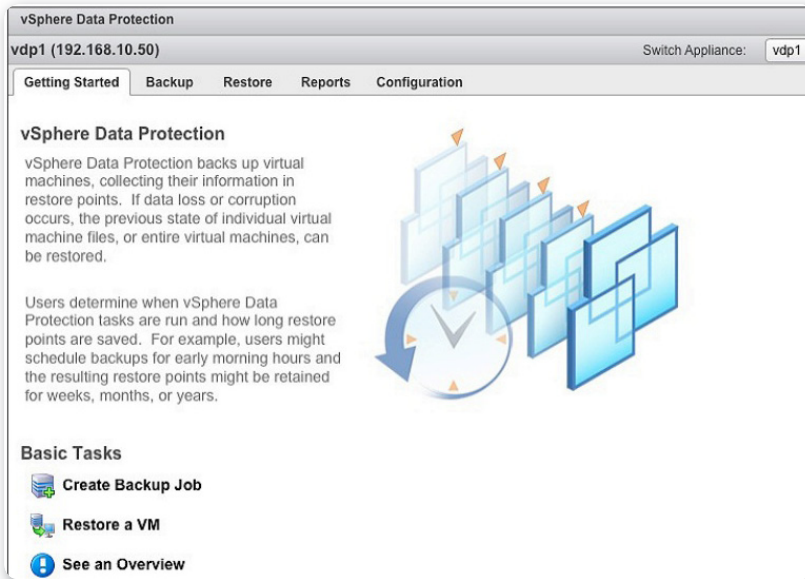 vSphere Data Protection
vdp1 (192.168.10.50)
Switch Appliance:
vdp1
Getting Started
Backup
Restore
Reports
Configuration
vSphere Data Protection
vSphere Data Protection backs up virtual
machines, collecting their information in
restore points. If data loss or corruption
occurs, the previous state of individual virtual
machine files, or entire virtual machines, can
be restored.
Users determine when vSphere Data
Protection tasks are run and how long restore
points are saved. For example, users might
schedule backups for early morning hours and
the resulting restore points might be retained
for weeks, months, or years.
Basic Tasks
Create Backup Job
Restore a VM
See an Overview